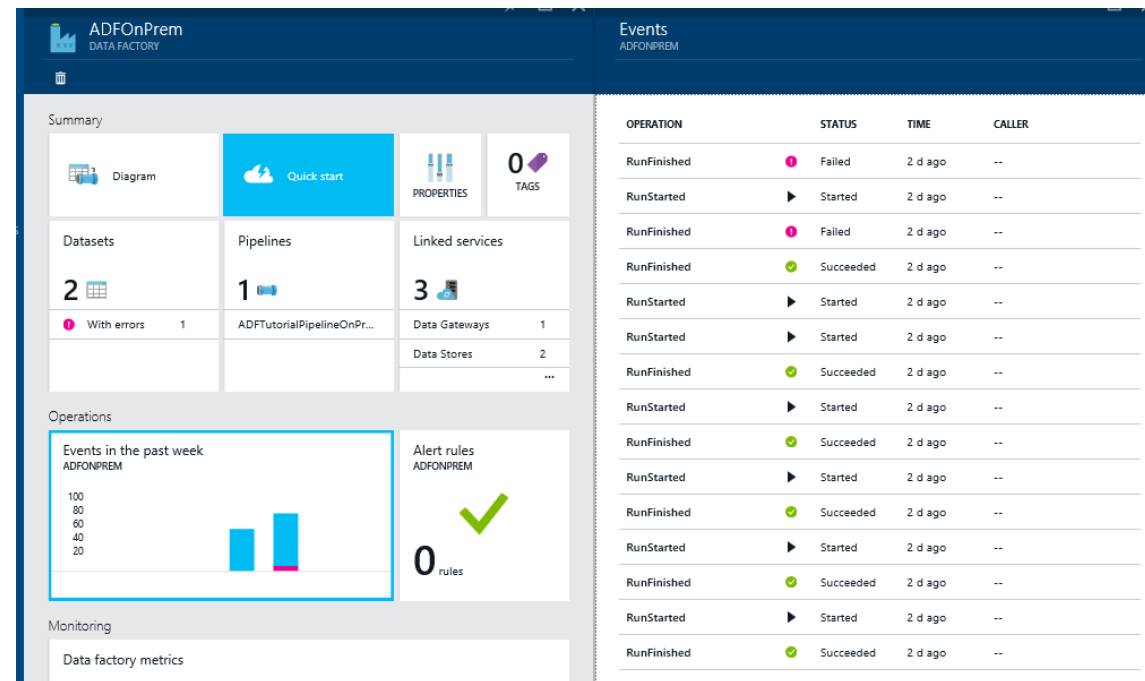 ADFOnPrem
DATA FACTORY
Summary
Diagram
Quick start
PROPERTIES
0
TAGS
Datasets
2
With errors 1
Pipelines
1
ADFTutorialPipelineOnPr...
Linked services
3
Data Gateways 1
Data Stores 2
...
Operations
Events in the past week
ADFONPREM
100
80
60
40
20
Alert rules
ADFONPREM
0 rules
Monitoring
Data factory metrics
Events
ADFONPREM
OPERATION STATUS TIME CALLER
RunFinished Failed 2 d ago --
RunStarted Started 2 d ago --
RunFinished Failed 2 d ago --
RunFinished Succeeded 2 d ago --
RunStarted Started 2 d ago --
RunStarted Started 2 d ago --
RunFinished Succeeded 2 d ago --
RunStarted Started 2 d ago --
RunFinished Succeeded 2 d ago --
RunStarted Started 2 d ago --
RunFinished Succeeded 2 d ago --
RunStarted Started 2 d ago --
RunFinished Succeeded 2 d ago --
RunStarted Started 2 d ago --
RunFinished Succeeded 2 d ago --